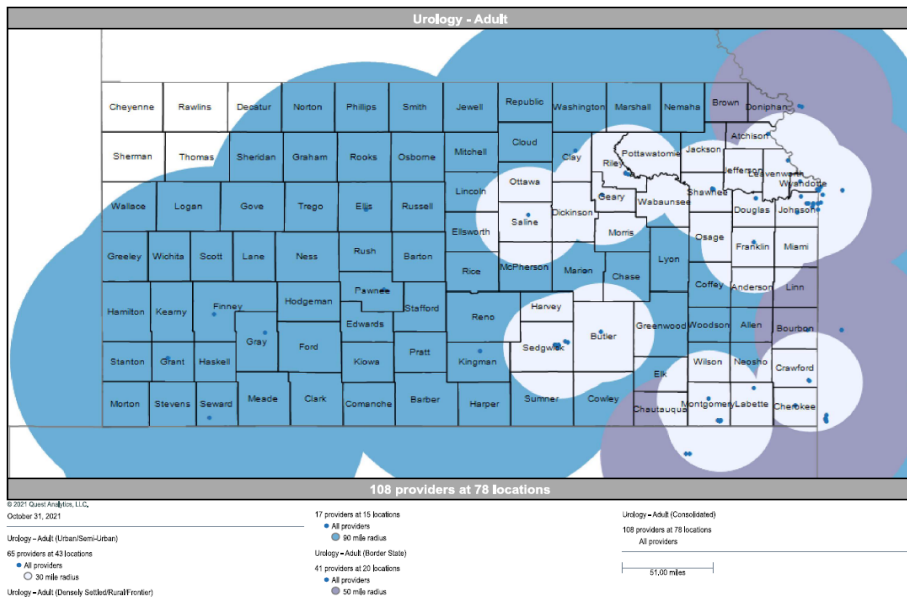 Urology - Adult
Cheyenne Rawlins Decatur Norton Phillips Smith Jewell Republic Washington Marshall Nemaha Brown Doniphan
Sherman Thomas Sheridan Graham Rooks Osborne Mitchell Cloud Clay Riley Pottawatomie Jackson Atchison
Jefferson Leavenworth
Wyandotte
Wallace Logan Gove Trego Ellis Russell Lincoln Ottawa Saline Dickinson Geary Wabaunsee Shawnee Douglas Johnson
Ellsworth Morris Osage Franklin Miami
Greeley Wichita Scott Lane Ness Rush Barton Rice McPherson Marion Chase Lyon Coffey Anderson Linn
Hamilton Kearny Finney Hodgeman Pawnee Stafford Reno Harvey Butler Greenwood Woodson Allen Bourbon
Gray Ford Edwards Sedgwick
Stanton Grant Haskell Kiowa Pratt Kingman Elk Wilson Neosho Crawford
Morton Stevens Seward Meade Clark Comanche Barber Harper Sumner Cowley Chautauqua Montgomery Labette Cherokee
108 providers at 78 locations
© 2021 Quest Analytics, LLC.
October 31, 2021
Urology - Adult (Urban/Semi-Urban)
65 providers at 43 locations
All providers
30 mile radius
Urology - Adult (Densely Settled/Rural/Frontier)
17 providers at 15 locations
All providers
90 mile radius
Urology - Adult (Border State)
41 providers at 20 locations
All providers
50 mile radius
Urology - Adult (Consolidated)
108 providers at 78 locations
All providers
51.00 miles